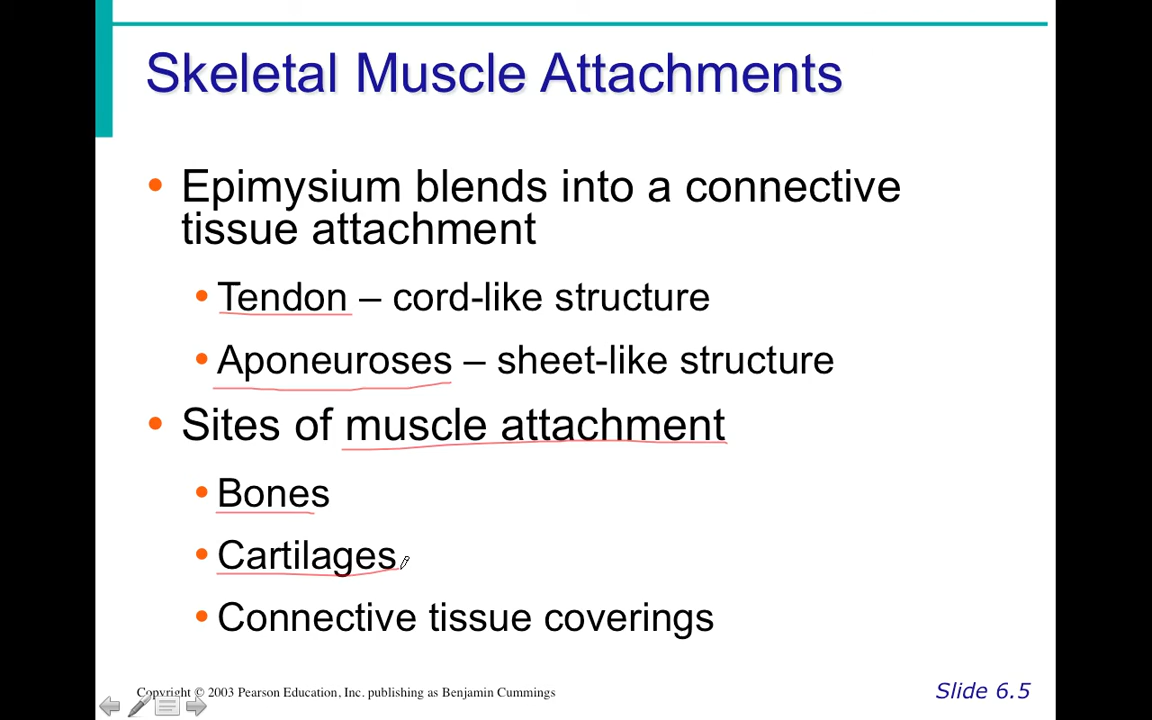 Skeletal Muscle Attachments
• Epimysium blends into a connective
tissue attachment
• Tendon – cord-like structure
• Aponeuroses – sheet-like structure
• Sites of muscle attachment
• Bones
• Cartilages
• Connective tissue coverings
Copyright © 2003 Pearson Education, Inc. publishing as Benjamin Cummings
Slide 6.5